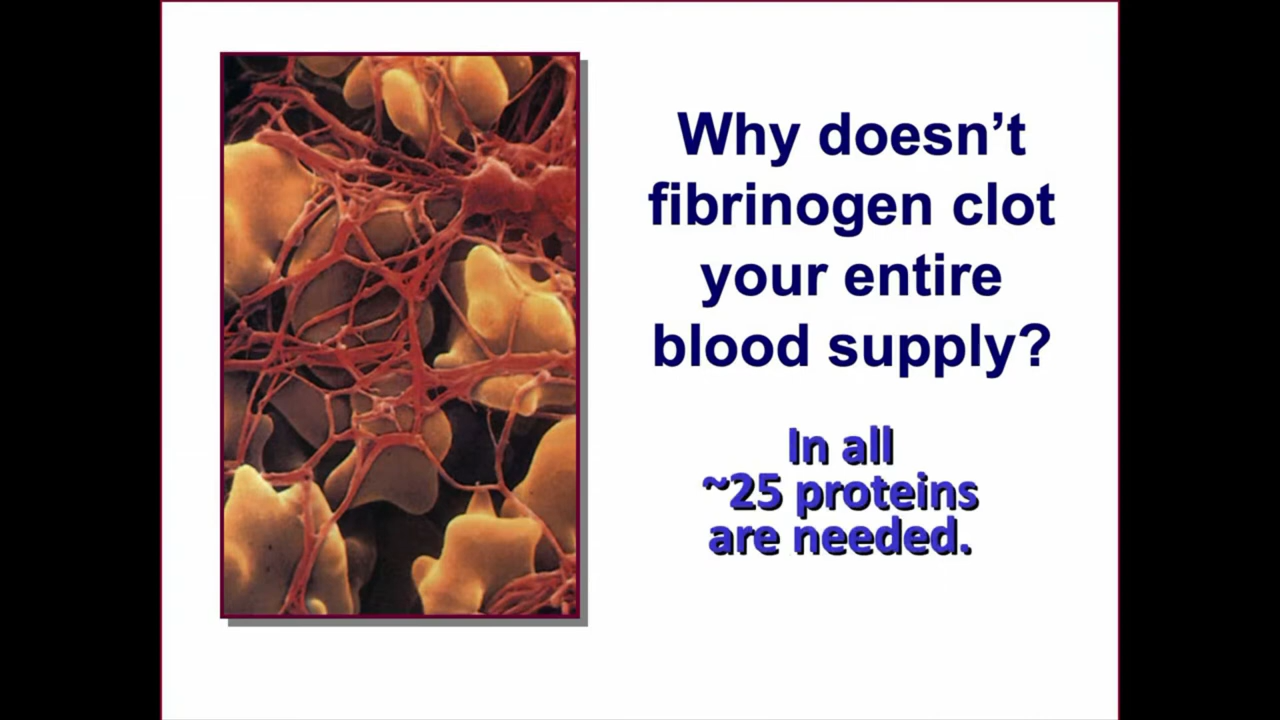 Why doesn’t
fibrinogen clot
your entire
blood supply?
In all
~25 proteins
are needed.